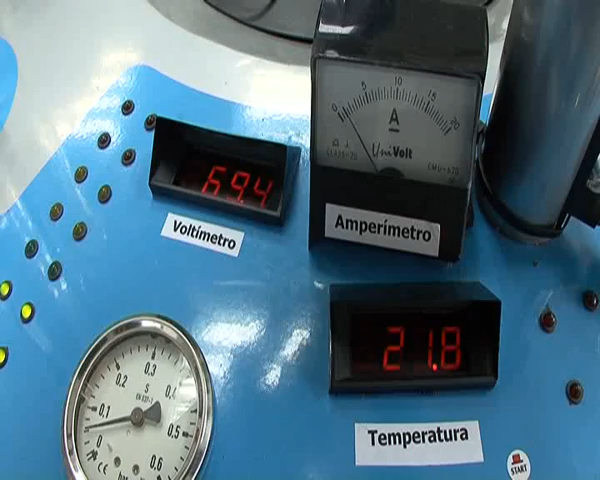 69.4
Voltímetro
0 5 10 15 20
A
UniVolt
Amperímetro
21.8
Temperatura
START
0 0,1 0,2 0,3 0,4 0,5 0,6
S
bar